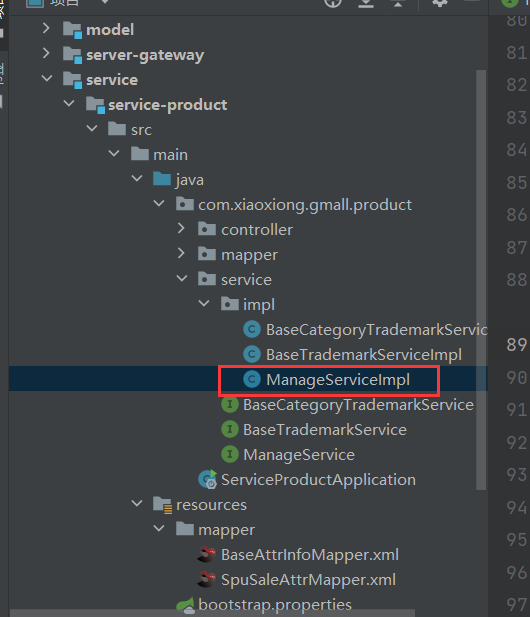 项目
80
model
81
server-gateway
82
service
83
service-product
84
src
main
85
java
86
com.xiaoxiong.gmall.product
87
controller
mapper
88
service
impl
BaseCategoryTrademarkServic
89
BaseTrademarkServiceImpl
90
ManageServiceImpl
91
BaseCategoryTrademarkService
92
BaseTrademarkService
ManageService
93
ServiceProductApplication
94
resources
95
mapper
96
BaseAttrInfoMapper.xml
SpuSaleAttrMapper.xml
97
bootstrap.properties